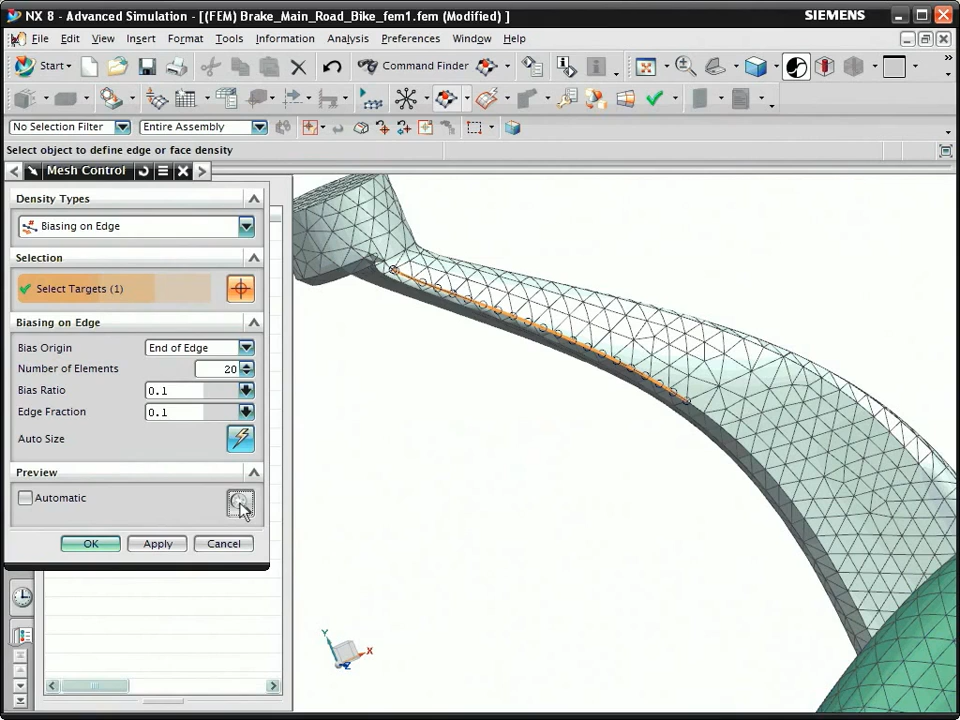 NX 8 - Advanced Simulation - [(FEM) Brake_Main_Road_Bike_fem1.fem (Modified) ]
SIEMENS
File Edit View Insert Format Tools Information Analysis Preferences Window Help
Start Command Finder
No Selection Filter Entire Assembly
Select object to define edge or face density
Mesh Control
Density Types
Biasing on Edge
Selection
Select Targets (1)
Biasing on Edge
Bias Origin End of Edge
Number of Elements 20
Bias Ratio 0.1
Edge Fraction 0.1
Auto Size
Preview
Automatic
OK Apply Cancel
Y
X
Z